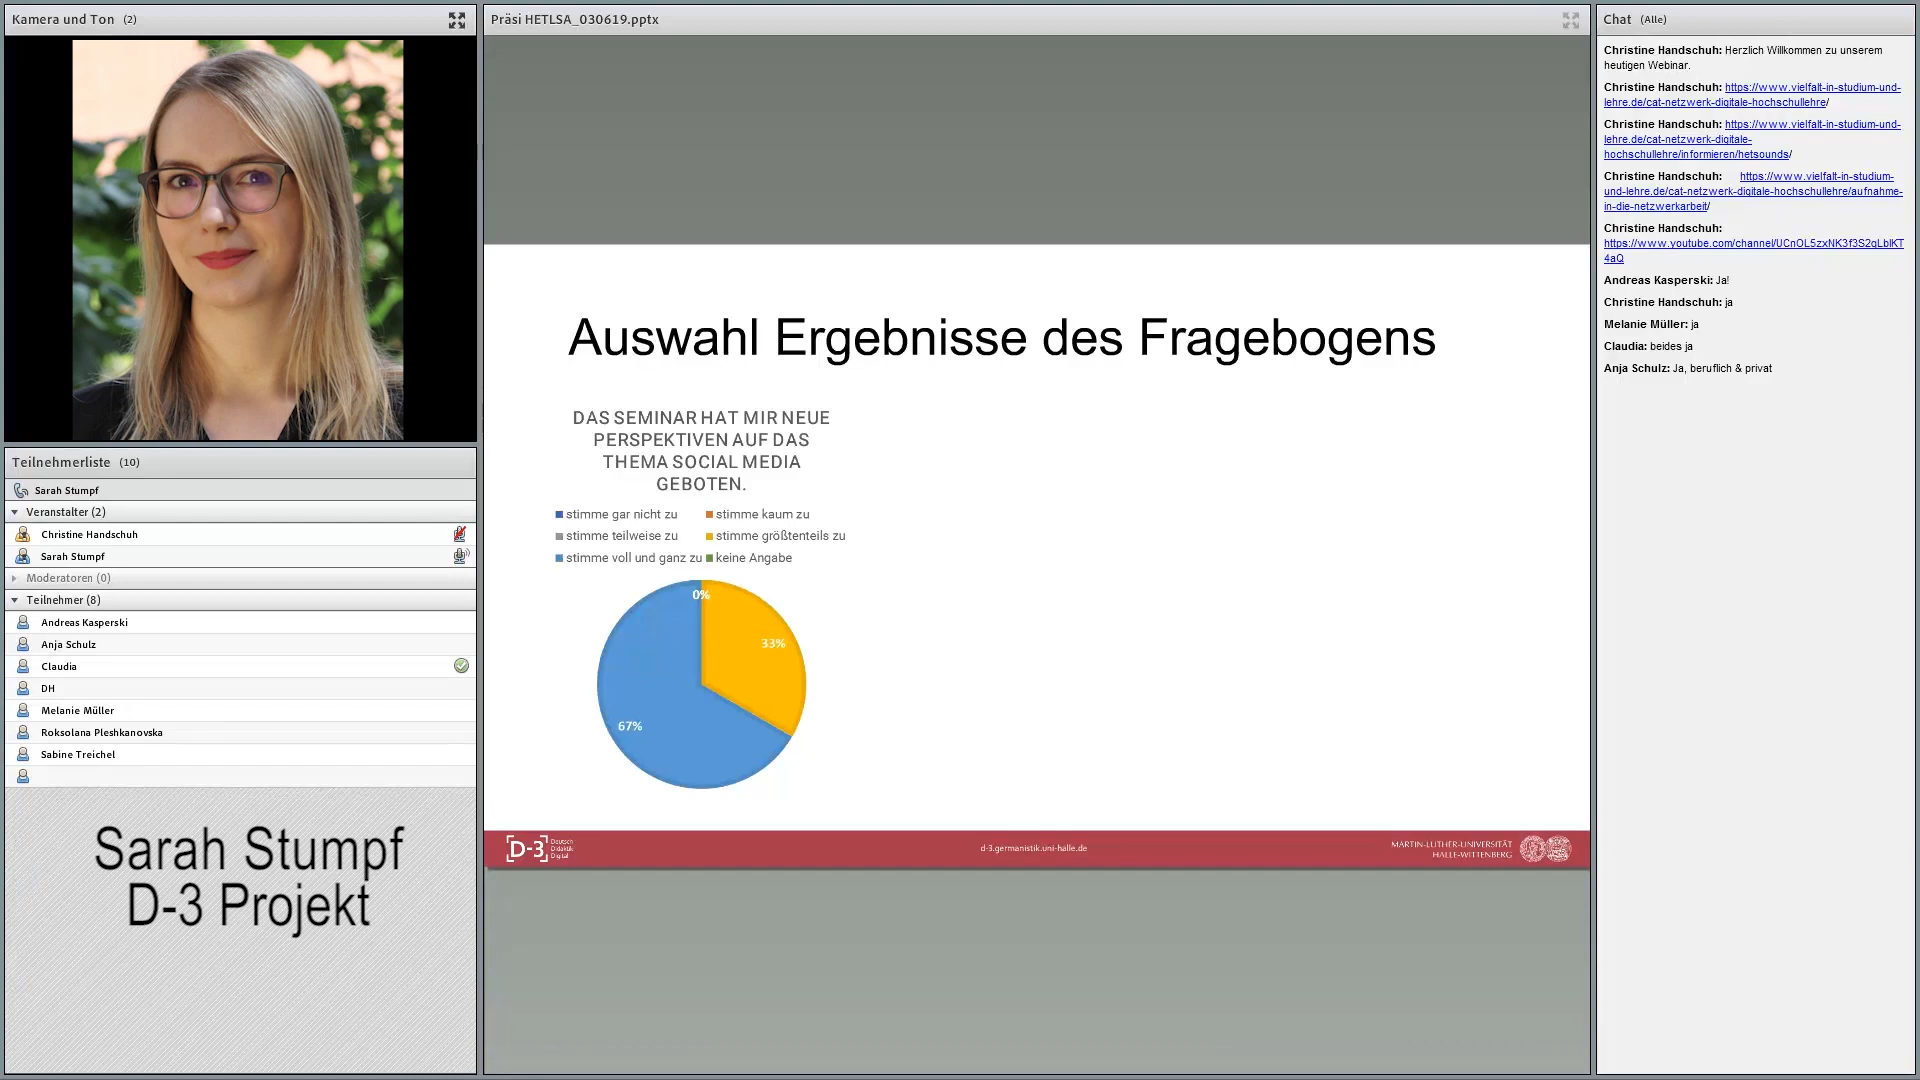 Kamera und Ton (2)
Sarah Stumpf
D-3 Projekt
Teilnehmerliste (10)
Sarah Stumpf
Veranstalter (2)
Christine Handschuh
Sarah Stumpf
Moderatoren (0)
Teilnehmer (8)
Andreas Kasperski
Anja Schulz
Claudia
DH
Melanie Müller
Roksolana Pleshkanovska
Sabine Treichel
Präsi HETLSA_030619.pptx
Auswahl Ergebnisse des Fragebogens
DAS SEMINAR HAT MIR NEUE
PERSPEKTIVEN AUF DAS
THEMA SOCIAL MEDIA
GEBOTEN.
stimme gar nicht zu stimme kaum zu
stimme teilweise zu stimme größtenteils zu
stimme voll und ganz zu keine Angabe
0%
33%
67%
D-3 Deutsch
Didaktik
Digital
d-3.germanistik.uni-halle.de
MARTIN-LUTHER-UNIVERSITÄT
HALLE-WITTENBERG
Chat (Alle)
Christine Handschuh: Herzlich Willkommen zu unserem
heutigen Webinar.
Christine Handschuh: https://www.vielfalt-in-studium-und-
lehre.de/cat-netzwerk-digitale-hochschullehre/
Christine Handschuh: https://www.vielfalt-in-studium-und-
lehre.de/cat-netzwerk-digitale-
hochschullehre/informieren/hetsounds/
Christine Handschuh: https://www.vielfalt-in-studium-
und-lehre.de/cat-netzwerk-digitale-hochschullehre/aufnahme-
in-die-netzwerkarbeit/
Christine Handschuh:
https://www.youtube.com/channel/UCnOL5zxNK3f3S2qLblKT
4aQ
Andreas Kasperski: Ja!
Christine Handschuh: ja
Melanie Müller: ja
Claudia: beides ja
Anja Schulz: Ja, beruflich & privat